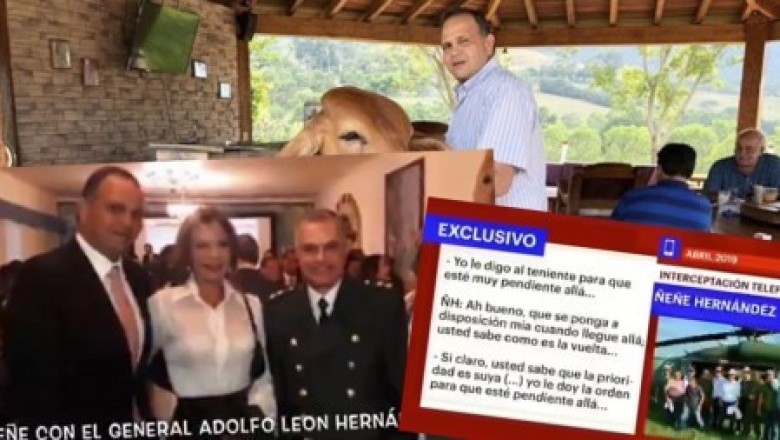 EXCLUSIVO
- Yo le digo al teniente para que
esté muy pendiente allá...
ÑH: Ah bueno, que se ponga a
disposición mia cuando llegue allá;
usted sabe como es la vuelta...
- Si claro, usted sabe que la priori-
dad es suya (...) yo le doy la orden
para que esté pendiente allá...
ABRIL 2019
INTERCEPTACIÓN TELEF
ÑEÑE HERNÁNDEZ
EÑE CON EL GENERAL ADOLFO LEON HERNÁ